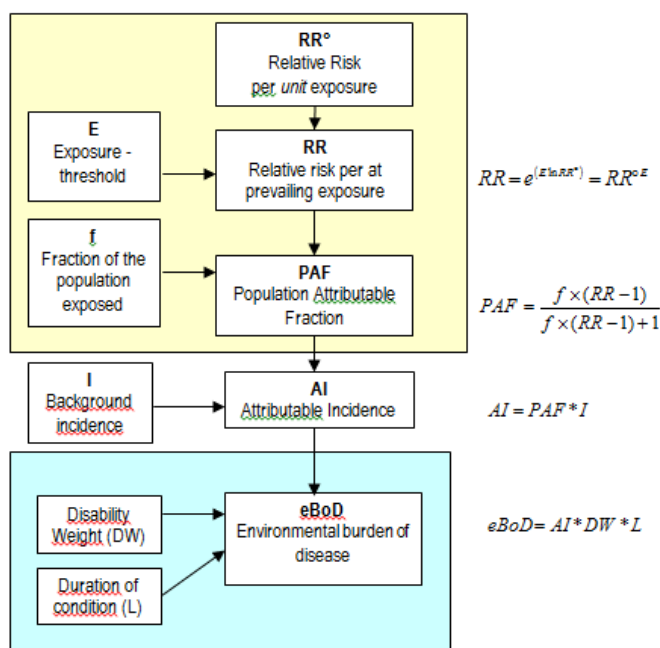 RR°
Relative Risk
per unit exposure
E
Exposure -
threshold
RR
Relative risk per at
prevailing exposure
RR = e^(E ln RR°) = RR°^E
f
Fraction of the
population
exposed
PAF
Population Attributable
Fraction
PAF = f×(RR−1) / f×(RR−1)+1
I
Background
incidence
AI
Attributable Incidence
AI = PAF * I
Disability
Weight (DW)
eBoD
Environmental burden of
disease
eBoD = AI * DW * L
Duration of
condition (L)